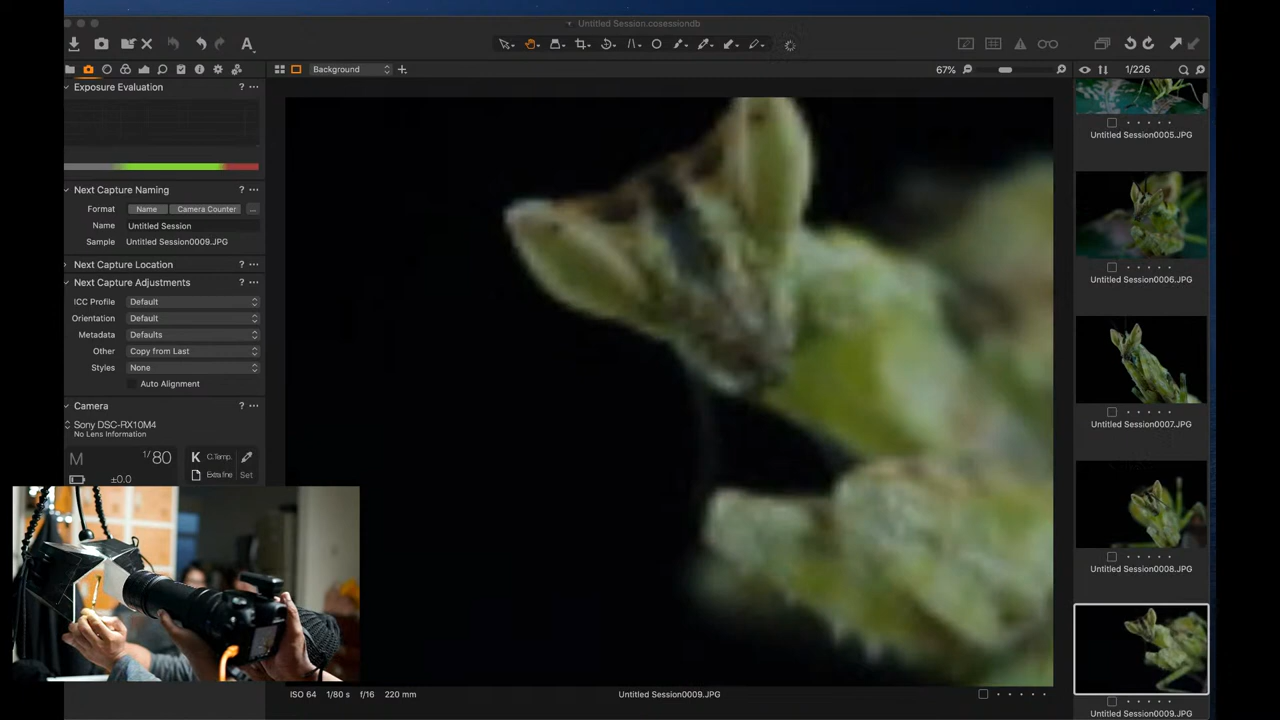 Untitled Session.cosessiondb
A
Background
67%
1/226
Exposure Evaluation ? ...
Next Capture Naming ? ...
Format Name Camera Counter ...
Name Untitled Session
Sample Untitled Session0009.JPG
Next Capture Location ? ...
Next Capture Adjustments ? ...
ICC Profile Default
Orientation Default
Metadata Defaults
Other Copy from Last
Styles None
Auto Alignment
Camera ? ...
Sony DSC-RX10M4
No Lens Information
M 1/80 K C.Temp.
±0.0 Extra fine Set
ISO 64 1/80 s f/16 220 mm
Untitled Session0009.JPG
Untitled Session0005.JPG
Untitled Session0006.JPG
Untitled Session0007.JPG
Untitled Session0008.JPG
Untitled Session0009.JPG